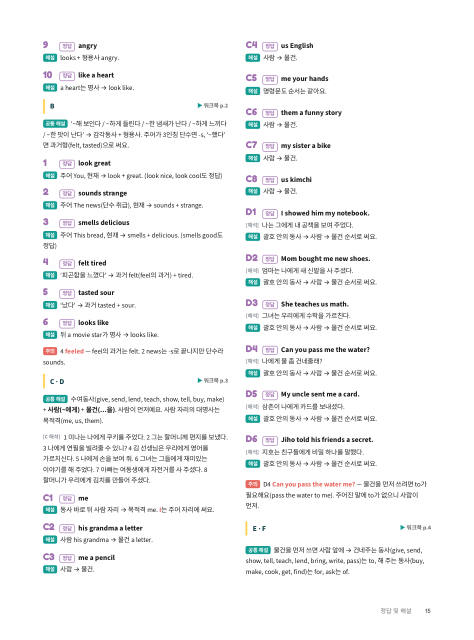 9 정답 angry
해설 looks + 형용사 angry.
10 정답 like a heart
해설 a heart는 명사 → look like.
B ▶ 워크북 p.2
공통 해설 '~해 보인다 / ~하게 들린다 / ~한 냄새가 난다 / ~하게 느끼다
/ ~한 맛이 난다' → 감각동사 + 형용사. 주어가 3인칭 단수면 -s, '~했다'
면 과거형(felt, tasted)으로 써요.
1 정답 look great
해설 주어 You, 현재 → look + great. (look nice, look cool도 정답)
2 정답 sounds strange
해설 주어 The news(단수 취급), 현재 → sounds + strange.
3 정답 smells delicious
해설 주어 This bread, 현재 → smells + delicious. (smells good도
정답)
4 정답 felt tired
해설 '피곤함을 느꼈다' → 과거 felt(feel의 과거) + tired.
5 정답 tasted sour
해설 '났다' → 과거 tasted + sour.
6 정답 looks like
해설 뒤 a movie star가 명사 → looks like.
주의 4 feeled — feel의 과거는 felt. 2 news는 -s로 끝나지만 단수라
sounds.
C · D ▶ 워크북 p.3
공통 해설 수여동사(give, send, lend, teach, show, tell, buy, make)
+ 사람(~에게) + 물건(…을). 사람이 먼저예요. 사람 자리의 대명사는
목적격(me, us, them).
[C 해석] 1 미나는 나에게 쿠키를 주었다. 2 그는 할머니께 편지를 보냈다.
3 나에게 연필을 빌려줄 수 있니? 4 김 선생님은 우리에게 영어를
가르치신다. 5 나에게 손을 보여 줘. 6 그녀는 그들에게 재미있는
이야기를 해 주었다. 7 아빠는 여동생에게 자전거를 사 주셨다. 8
할머니가 우리에게 김치를 만들어 주셨다.
C1 정답 me
해설 동사 바로 뒤 사람 자리 → 목적격 me. I는 주어 자리에 써요.
C2 정답 his grandma a letter
해설 사람 his grandma → 물건 a letter.
C3 정답 me a pencil
해설 사람 → 물건.
C4 정답 us English
해설 사람 → 물건.
C5 정답 me your hands
해설 명령문도 순서는 같아요.
C6 정답 them a funny story
해설 사람 → 물건.
C7 정답 my sister a bike
해설 사람 → 물건.
C8 정답 us kimchi
해설 사람 → 물건.
D1 정답 I showed him my notebook.
[해석] 나는 그에게 내 공책을 보여 주었다.
해설 괄호 안의 동사 → 사람 → 물건 순서로 써요.
D2 정답 Mom bought me new shoes.
[해석] 엄마는 나에게 새 신발을 사 주셨다.
해설 괄호 안의 동사 → 사람 → 물건 순서로 써요.
D3 정답 She teaches us math.
[해석] 그녀는 우리에게 수학을 가르친다.
해설 괄호 안의 동사 → 사람 → 물건 순서로 써요.
D4 정답 Can you pass me the water?
[해석] 나에게 물 좀 건네줄래?
해설 괄호 안의 동사 → 사람 → 물건 순서로 써요.
D5 정답 My uncle sent me a card.
[해석] 삼촌이 나에게 카드를 보내셨다.
해설 괄호 안의 동사 → 사람 → 물건 순서로 써요.
D6 정답 Jiho told his friends a secret.
[해석] 지호는 친구들에게 비밀 하나를 말했다.
해설 괄호 안의 동사 → 사람 → 물건 순서로 써요.
주의 D4 Can you pass the water me? — 물건을 먼저 쓰려면 to가
필요해요(pass the water to me). 주어진 말에 to가 없으니 사람이
먼저.
E · F ▶ 워크북 p.4
공통 해설 물건을 먼저 쓰면 사람 앞에 → 건네주는 동사(give, send,
show, tell, teach, lend, bring, write, pass)는 to, 해 주는 동사(buy,
make, cook, get, find)는 for, ask는 of.
정답 및 해설 15